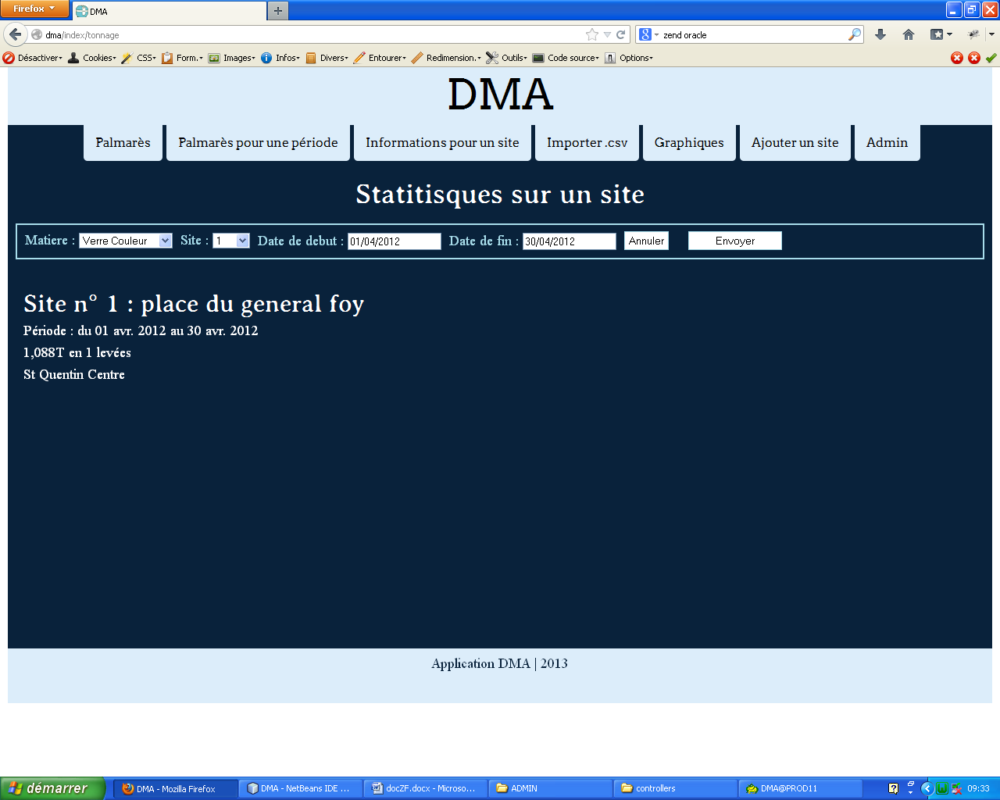 Firefox
DMA
dma/index/tonnage
zend oracle
Désactiver Cookies CSS Form. Images Infos Divers Entourer Redimension. Outils Code source Options
DMA
Palmarès Palmarès pour une période Informations pour un site Importer .csv Graphiques Ajouter un site Admin
Statitisques sur un site
Matiere : Verre Couleur Site : 1 Date de debut : 01/04/2012 Date de fin : 30/04/2012 Annuler Envoyer
Site n° 1 : place du general foy
Période : du 01 avr. 2012 au 30 avr. 2012
1,088T en 1 levées
St Quentin Centre
Application DMA | 2013
démarrer DMA - Mozilla Firefox DMA - NetBeans IDE ... docZF.docx - Microso... ADMIN controllers DMA@PROD11 09:33